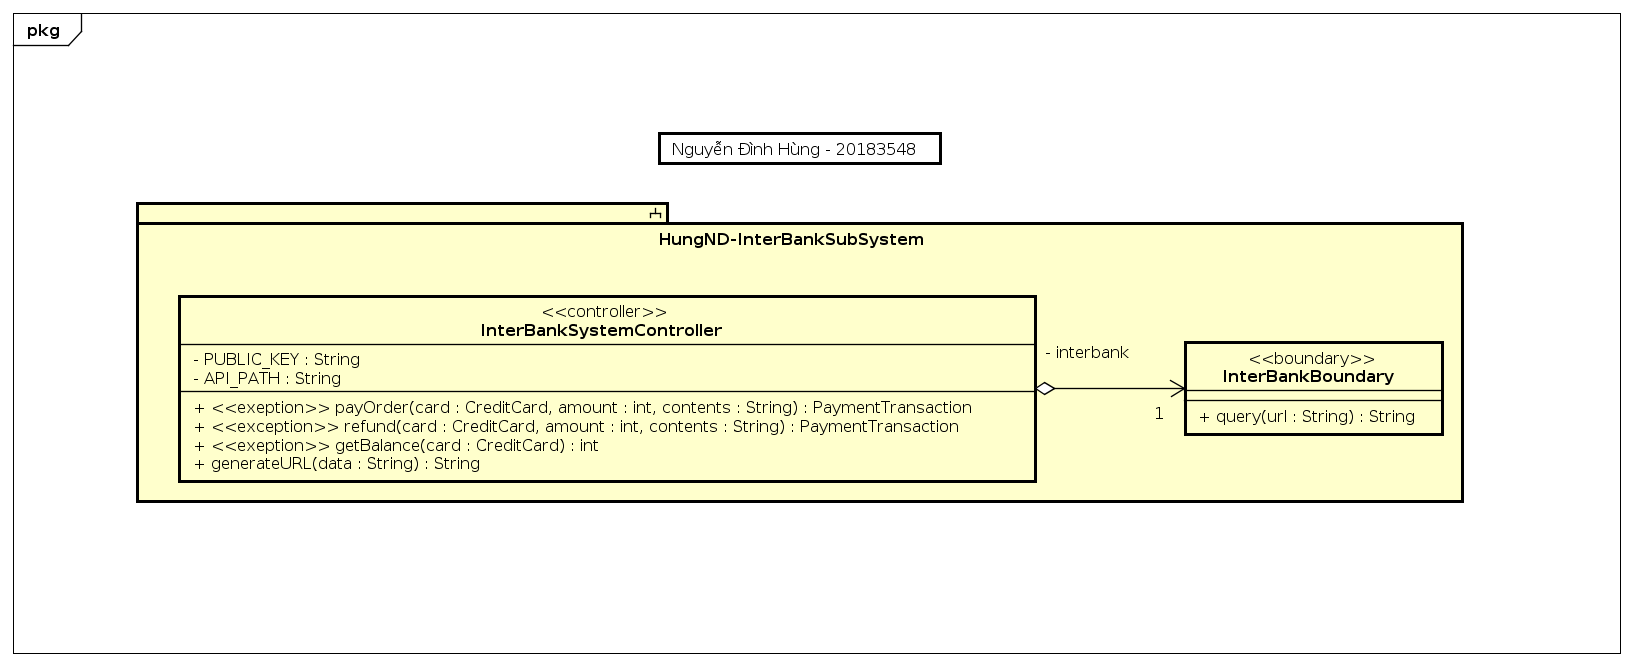 pkg
Nguyễn Đình Hùng - 20183548
HungND-InterBankSubSystem
<<controller>>
InterBankSystemController
- PUBLIC_KEY : String
- API_PATH : String
+ <<exeption>> payOrder(card : CreditCard, amount : int, contents : String) : PaymentTransaction
+ <<exception>> refund(card : CreditCard, amount : int, contents : String) : PaymentTransaction
+ <<exeption>> getBalance(card : CreditCard) : int
+ generateURL(data : String) : String
- interbank
1
<<boundary>>
InterBankBoundary
+ query(url : String) : String